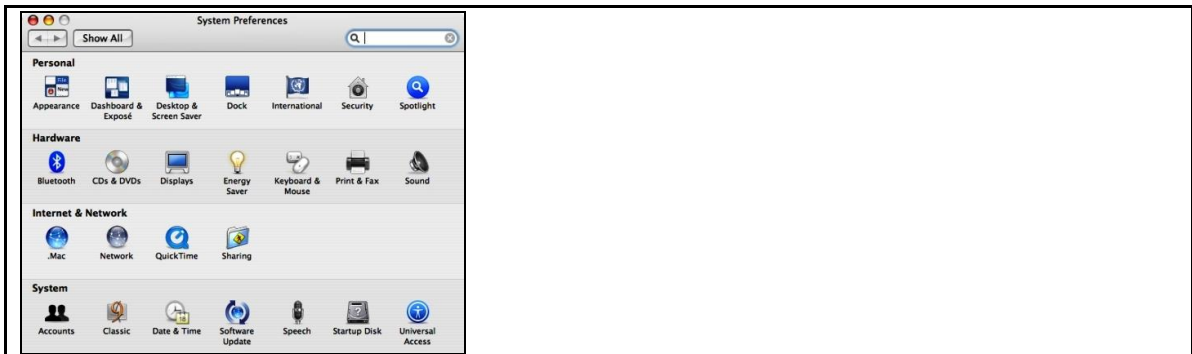 System Preferences
Show All
Personal
Appearance Dashboard & Exposé Desktop & Screen Saver Dock International Security Spotlight
Hardware
Bluetooth CDs & DVDs Displays Energy Saver Keyboard & Mouse Print & Fax Sound
Internet & Network
.Mac Network QuickTime Sharing
System
Accounts Classic Date & Time Software Update Speech Startup Disk Universal Access